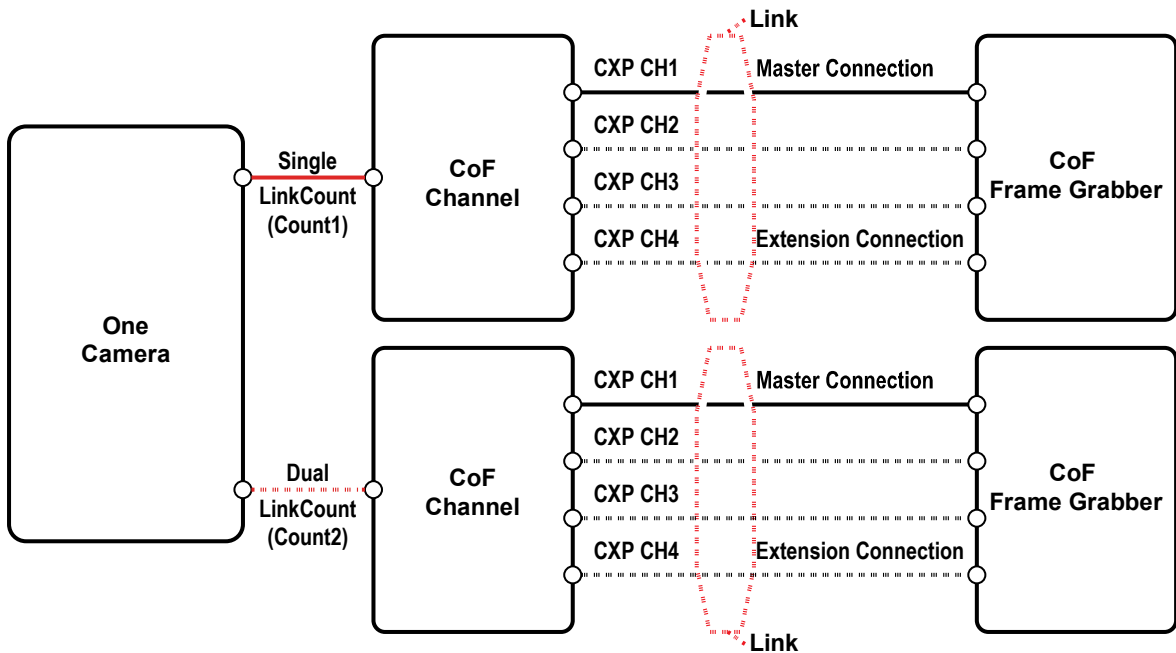 Link
CXP CH1 Master Connection
CXP CH2
Single
CoF
Channel
CoF
Frame Grabber
CXP CH3
LinkCount
(Count1)
CXP CH4 Extension Connection
One
Camera
CXP CH1 Master Connection
CXP CH2
Dual
CoF
Channel
CoF
Frame Grabber
CXP CH3
LinkCount
(Count2)
CXP CH4 Extension Connection
Link